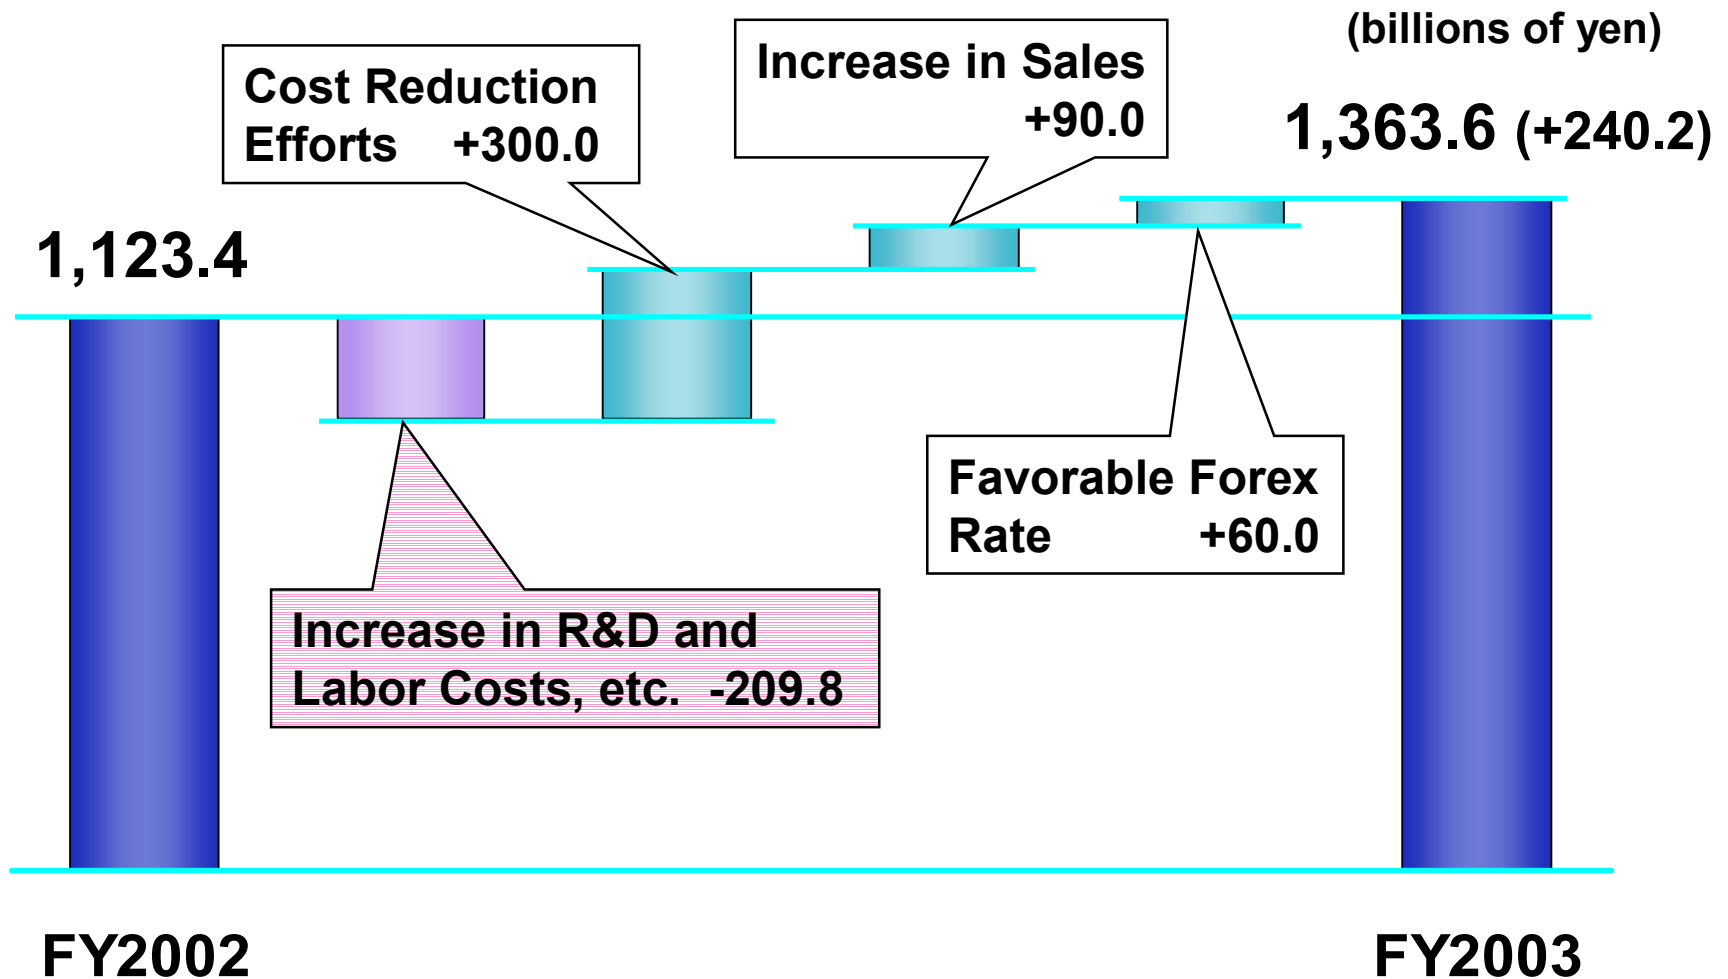 (billions of yen)
Cost Reduction
Efforts +300.0
Increase in Sales
+90.0
1,363.6 (+240.2)
1,123.4
Favorable Forex
Rate +60.0
Increase in R&D and
Labor Costs, etc. -209.8
FY2002
FY2003